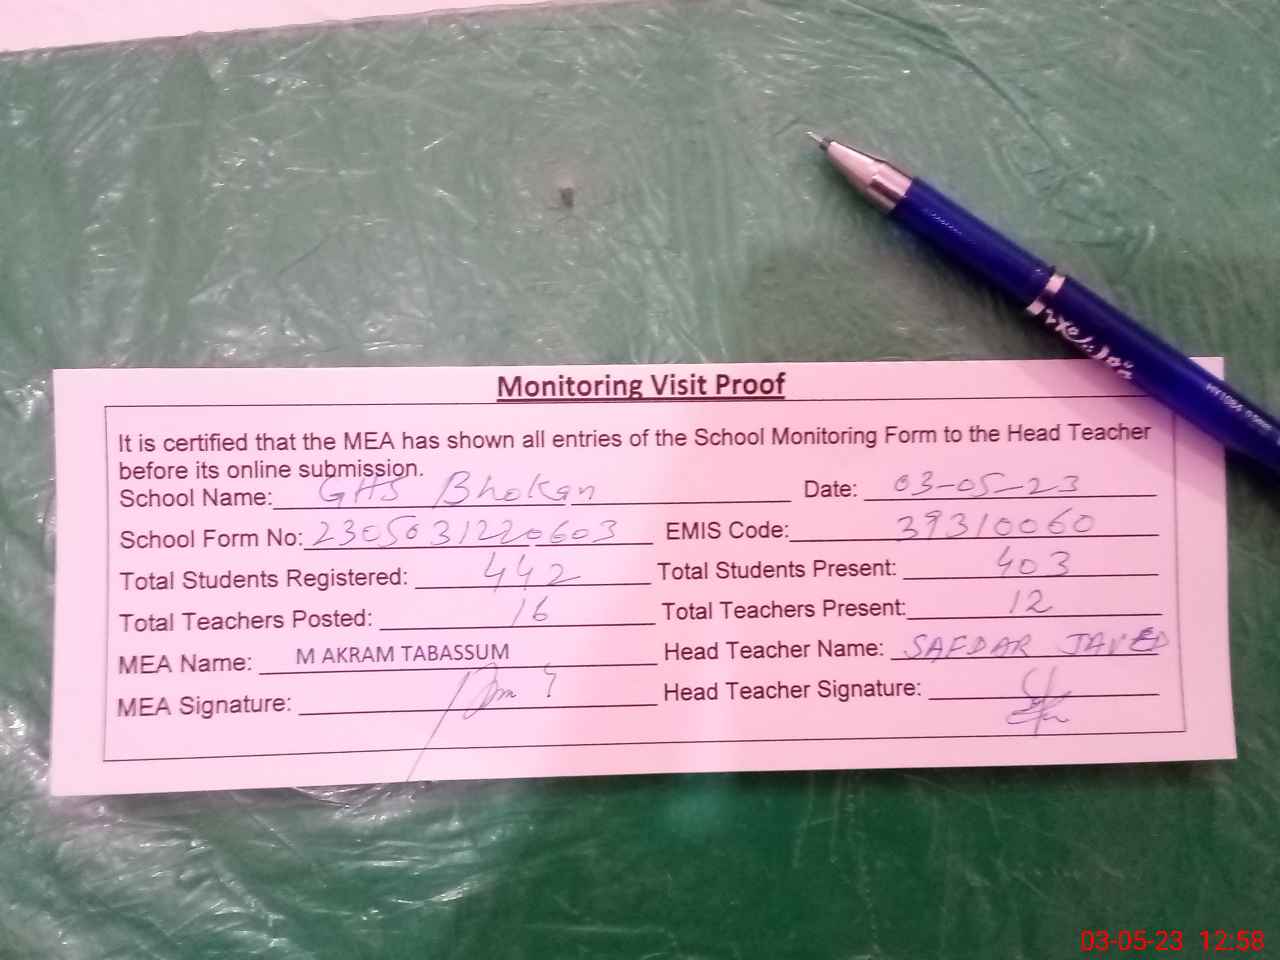 Monitoring Visit Proof
It is certified that the MEA has shown all entries of the School Monitoring Form to the Head Teacher
before its online submission.
School Name: GHS Bhokan Date: 03-05-23
School Form No: 2305031220603 EMIS Code: 39310060
Total Students Registered: 442 Total Students Present: 403
Total Teachers Posted: 16 Total Teachers Present: 12
MEA Name: M AKRAM TABASSUM Head Teacher Name: SAFDAR JAVED
MEA Signature: Head Teacher Signature:
03-05-23 12:58